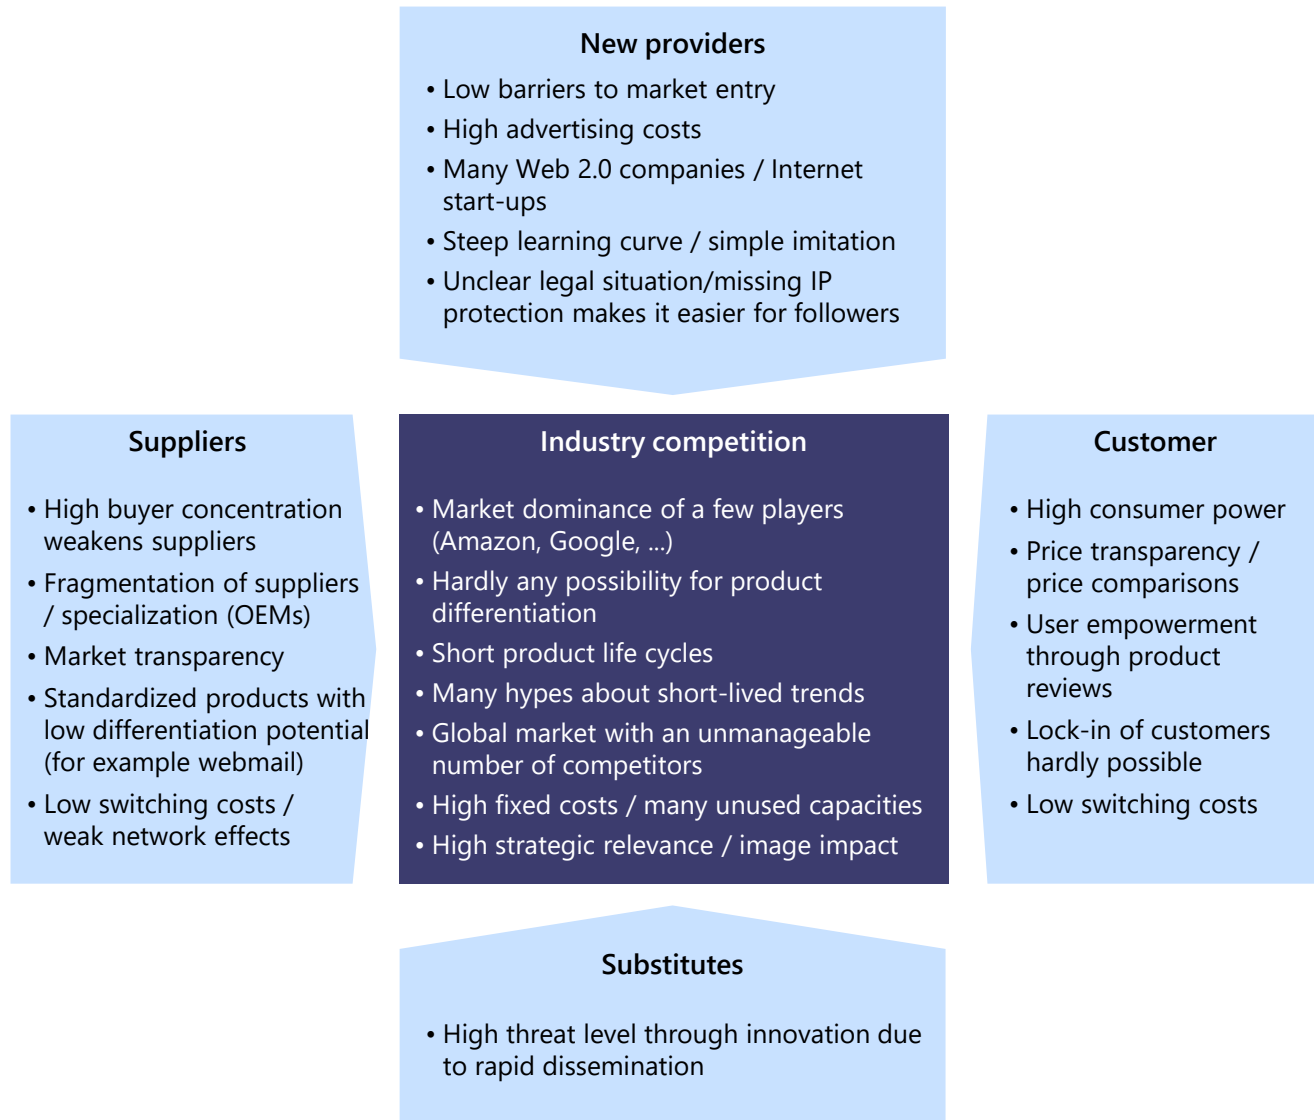 New providers
• Low barriers to market entry
• High advertising costs
• Many Web 2.0 companies / Internet
start-ups
• Steep learning curve / simple imitation
• Unclear legal situation/missing IP
protection makes it easier for followers
Suppliers
• High buyer concentration
weakens suppliers
• Fragmentation of suppliers
/ specialization (OEMs)
• Market transparency
• Standardized products with
low differentiation potential
(for example webmail)
• Low switching costs /
weak network effects
Industry competition
• Market dominance of a few players
(Amazon, Google, ...)
• Hardly any possibility for product
differentiation
• Short product life cycles
• Many hypes about short-lived trends
• Global market with an unmanageable
number of competitors
• High fixed costs / many unused capacities
• High strategic relevance / image impact
Customer
• High consumer power
• Price transparency /
price comparisons
• User empowerment
through product
reviews
• Lock-in of customers
hardly possible
• Low switching costs
Substitutes
• High threat level through innovation due
to rapid dissemination